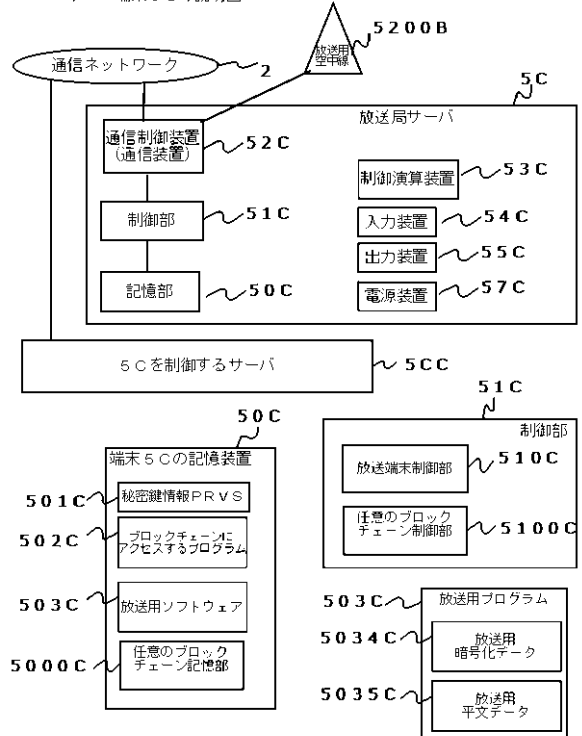 放送用
空中線
5200B
通信ネットワーク
2
5C
放送局サーバ
通信制御装置
(通信装置)
52C
制御演算装置
53C
制御部
51C
入力装置
54C
出力装置
55C
記憶部
50C
電源装置
57C
5Cを制御するサーバ
5CC
50C
51C
端末5Cの記憶装置
制御部
501C
秘密鍵情報PRVS
放送端末制御部
510C
502C
ブロックチェーンに
アクセスするプログラム
任意のブロック
チェーン制御部
5100C
503C
放送用ソフトウェア
503C
放送用プログラム
5000C
任意のブロック
チェーン記憶部
5034C
放送用
暗号化データ
5035C
放送用
平文データ